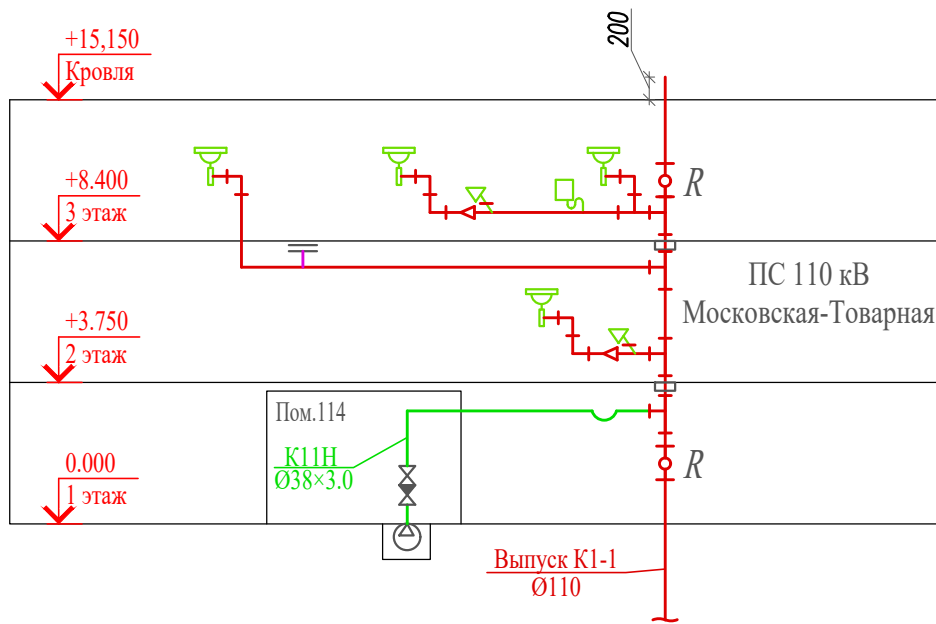 +15,150
Кровля
200
+8.400
3 этаж
R
ПС 110 кВ
Московская-Товарная
+3.750
2 этаж
Пом.114
К11Н
Ø38×3.0
R
0.000
1 этаж
Выпуск К1-1
Ø110